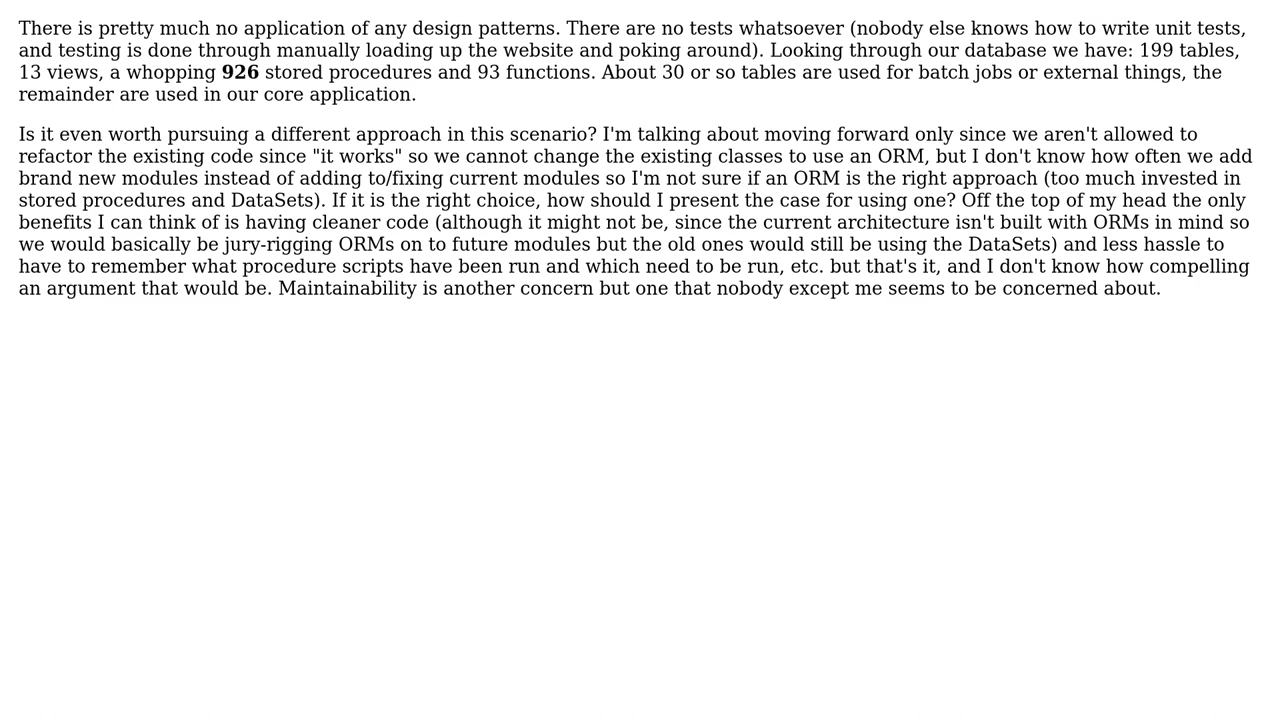 There is pretty much no application of any design patterns. There are no tests whatsoever (nobody else knows how to write unit tests,
and testing is done through manually loading up the website and poking around). Looking through our database we have: 199 tables,
13 views, a whopping 926 stored procedures and 93 functions. About 30 or so tables are used for batch jobs or external things, the
remainder are used in our core application.
Is it even worth pursuing a different approach in this scenario? I'm talking about moving forward only since we aren't allowed to
refactor the existing code since "it works" so we cannot change the existing classes to use an ORM, but I don't know how often we add
brand new modules instead of adding to/fixing current modules so I'm not sure if an ORM is the right approach (too much invested in
stored procedures and DataSets). If it is the right choice, how should I present the case for using one? Off the top of my head the only
benefits I can think of is having cleaner code (although it might not be, since the current architecture isn't built with ORMs in mind so
we would basically be jury-rigging ORMs on to future modules but the old ones would still be using the DataSets) and less hassle to
have to remember what procedure scripts have been run and which need to be run, etc. but that's it, and I don't know how compelling
an argument that would be. Maintainability is another concern but one that nobody except me seems to be concerned about.